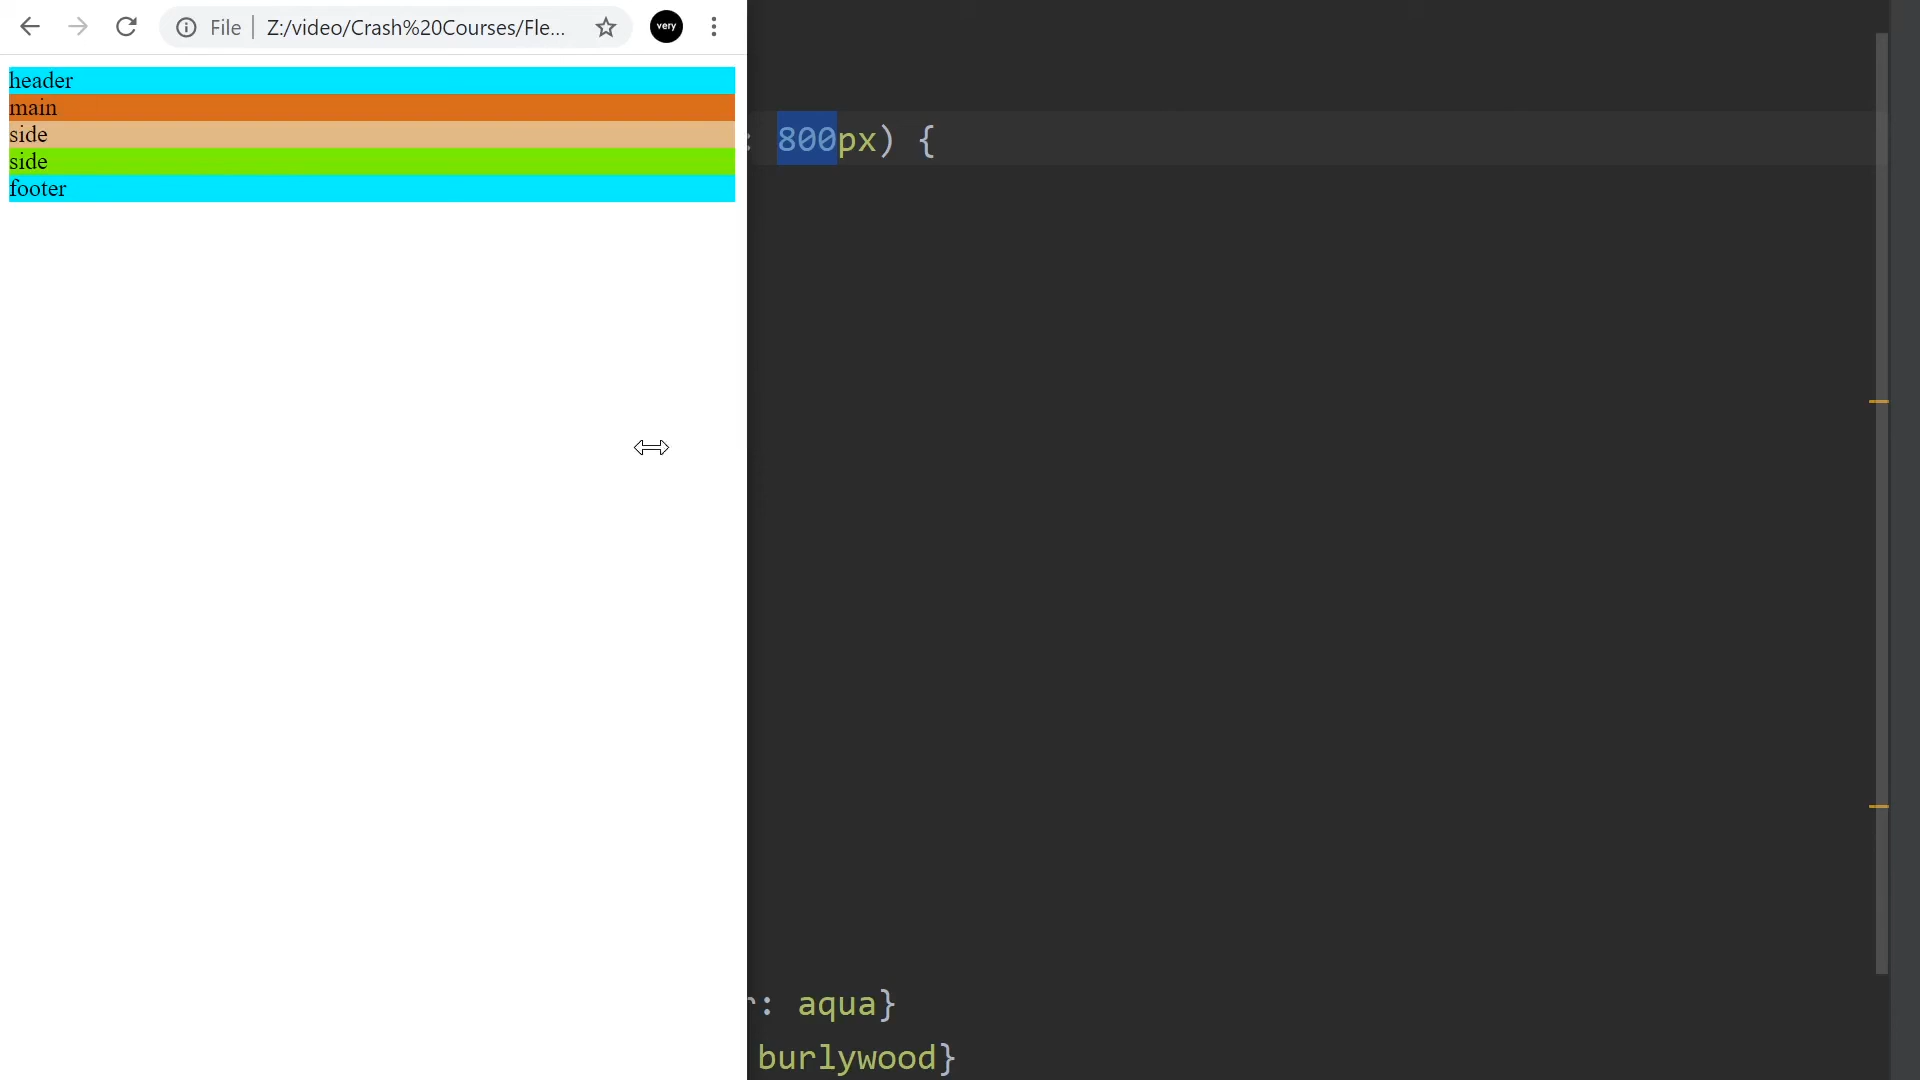 File Z:/video/Crash%20Courses/Fle...
very
header
main
side
side
footer
: 800px) {
: aqua}
burlywood}